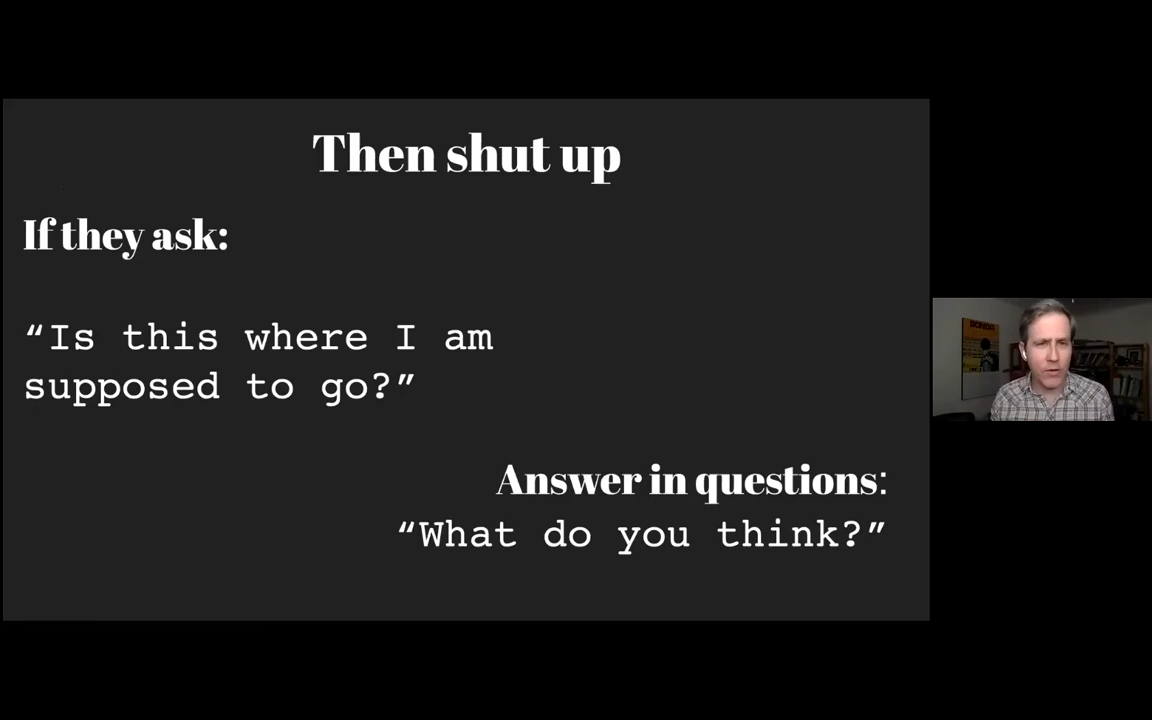 Then shut up
If they ask:
“Is this where I am
supposed to go?”
Answer in questions:
“What do you think?”